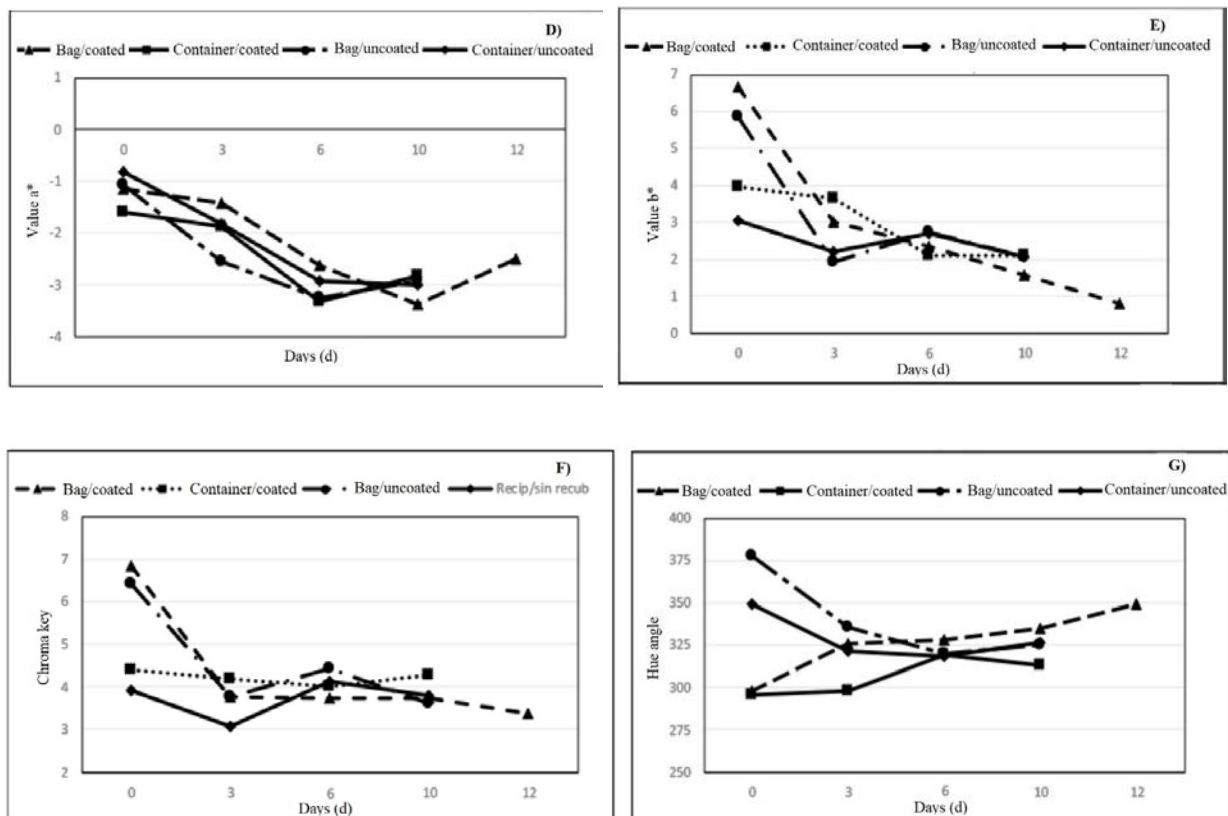 D)
Bag/coated Container/coated Bag/uncoated Container/uncoated
1
0
0 3 6 10 12
-1
-2
-3
-4
Value a*
Days (d)
E)
Bag/coated Container/coated Bag/uncoated Container/uncoated
7
6
5
4
3
2
1
0
Value b*
0 3 6 10 12
Days (d)
F)
Bag/coated Container/coated Bag/uncoated Recip/sin recub
8
7
6
5
4
3
2
Chroma key
0 3 6 10 12
Days (d)
G)
Bag/coated Container/coated Bag/uncoated Container/uncoated
400
375
350
325
300
275
250
Hue angle
0 3 6 10 12
Days (d)